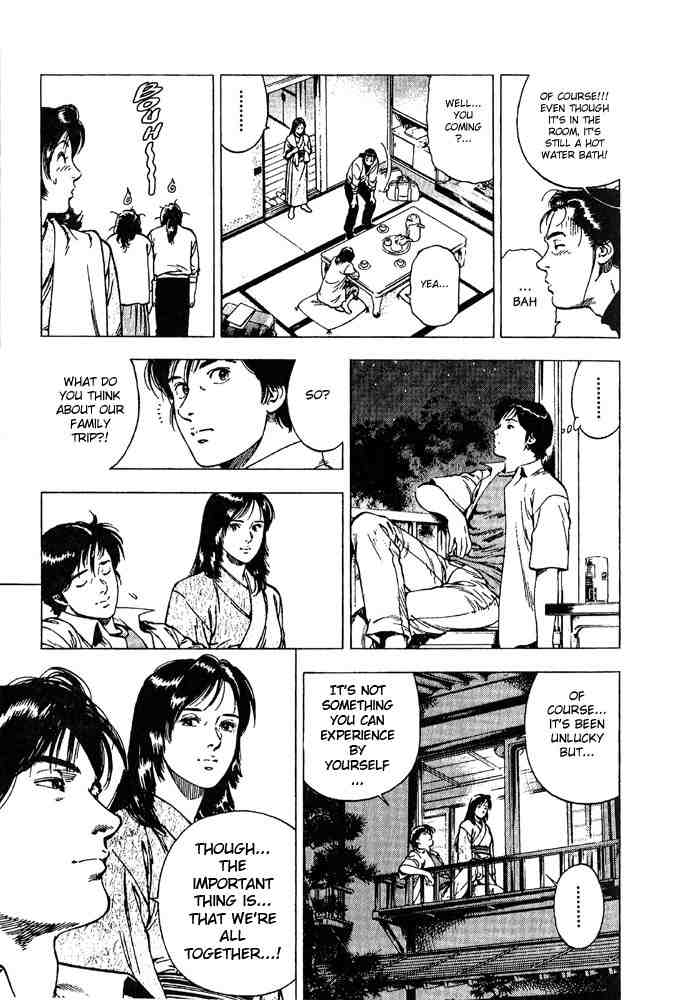 OF COURSE!!!
EVEN THOUGH
IT'S IN THE
ROOM, IT'S
STILL A HOT
WATER BATH!
...
BAH
WELL...
YOU
COMING
?...
YEA...
BOUH~
SO?
WHAT DO
YOU THINK
ABOUT OUR
FAMILY
TRIP?!
OF
COURSE...
IT'S BEEN
UNLUCKY
BUT...
IT'S NOT
SOMETHING
YOU CAN
EXPERIENCE
BY
YOURSELF
...
THOUGH...
THE
IMPORTANT
THING IS...
THAT WE'RE
ALL
TOGETHER...!